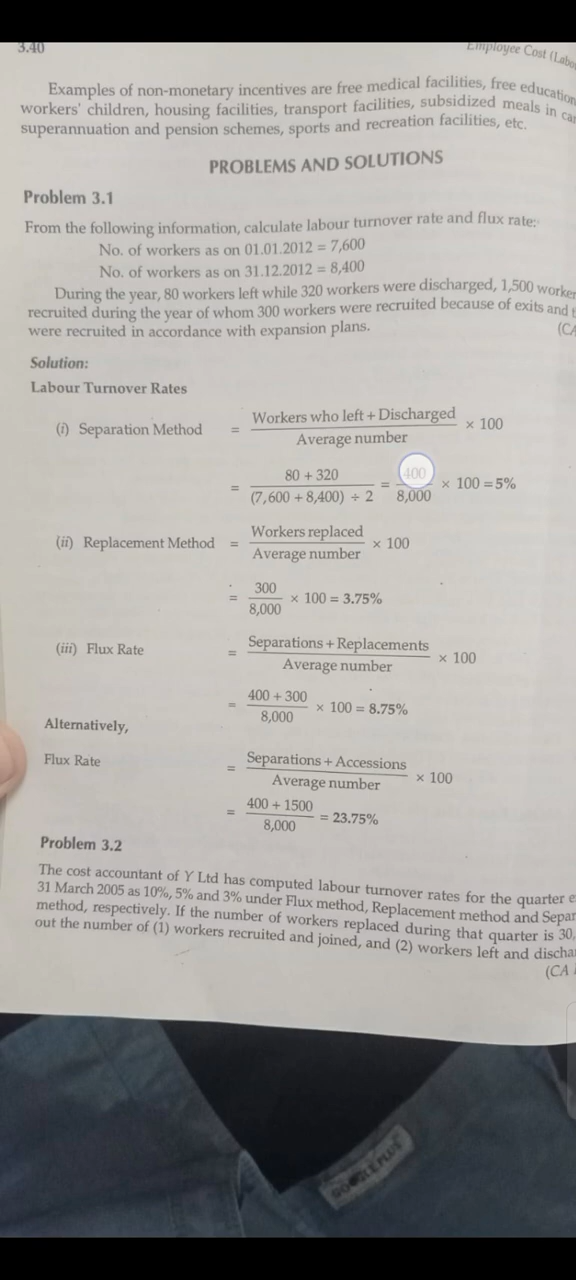 3.40
Employee Cost (Labou
Examples of non-monetary incentives are free medical facilities, free education
workers' children, housing facilities, transport facilities, subsidized meals in can
superannuation and pension schemes, sports and recreation facilities, etc.
PROBLEMS AND SOLUTIONS
Problem 3.1
From the following information, calculate labour turnover rate and flux rate:
No. of workers as on 01.01.2012 = 7,600
No. of workers as on 31.12.2012 = 8,400
During the year, 80 workers left while 320 workers were discharged, 1,500 worker
recruited during the year of whom 300 workers were recruited because of exits and t
were recruited in accordance with expansion plans.
(CA
Solution:
Labour Turnover Rates
(i) Separation Method = Workers who left + Discharged / Average number × 100
= 80 + 320 / (7,600 + 8,400) ÷ 2 = 400 / 8,000 × 100 = 5%
(ii) Replacement Method = Workers replaced / Average number × 100
= 300 / 8,000 × 100 = 3.75%
(iii) Flux Rate = Separations + Replacements / Average number × 100
= 400 + 300 / 8,000 × 100 = 8.75%
Alternatively,
Flux Rate = Separations + Accessions / Average number × 100
= 400 + 1500 / 8,000 = 23.75%
Problem 3.2
The cost accountant of Y Ltd has computed labour turnover rates for the quarter e
31 March 2005 as 10%, 5% and 3% under Flux method, Replacement method and Separ
method, respectively. If the number of workers replaced during that quarter is 30,
out the number of (1) workers recruited and joined, and (2) workers left and dischar
(CA
GOOGLE PLUS